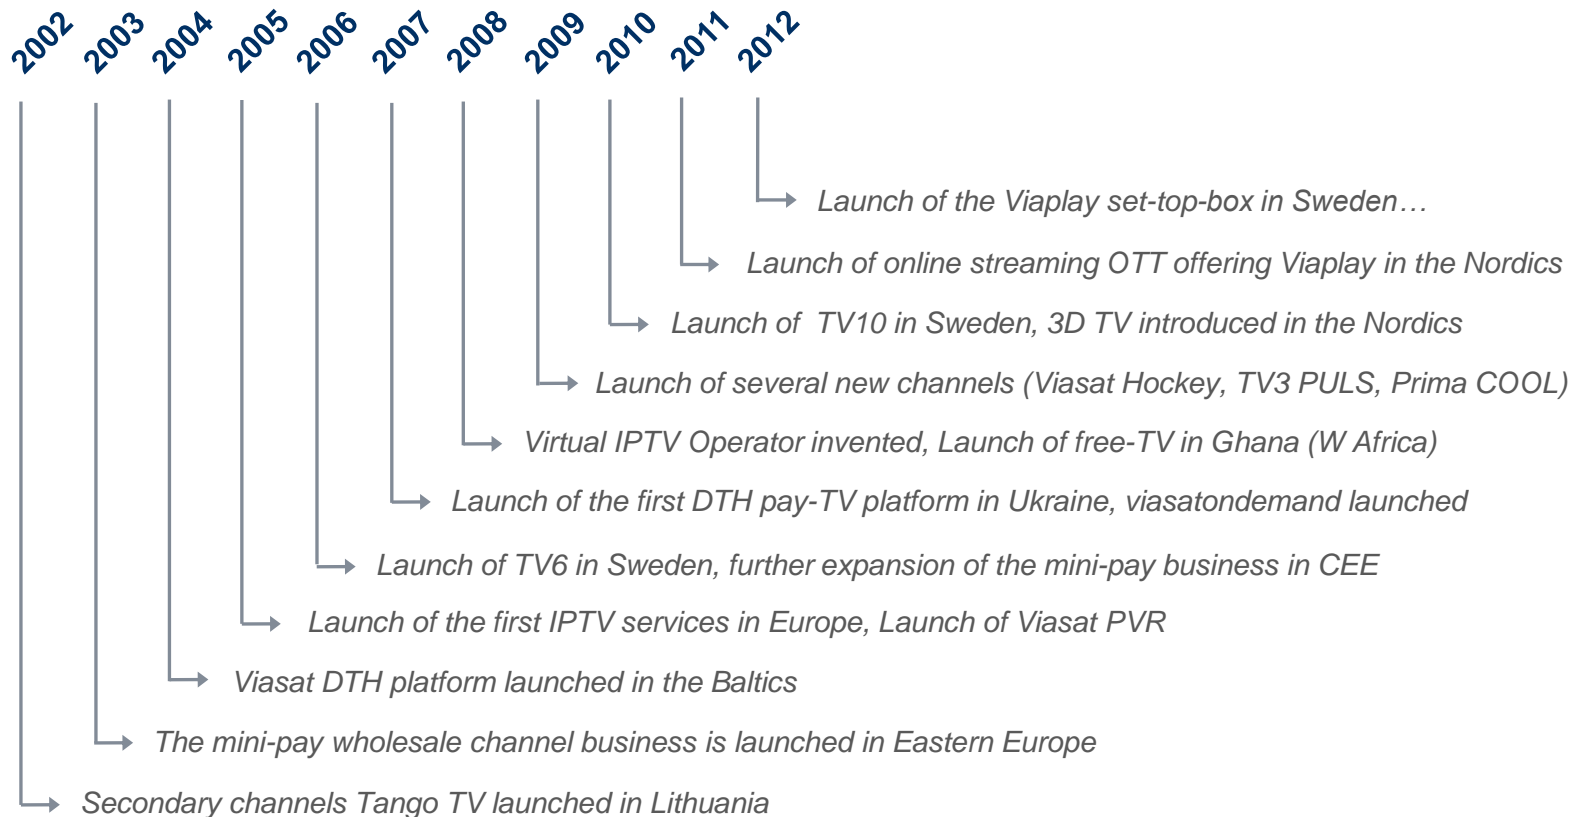 2002 2003 2004 2005 2006 2007 2008 2009 2010 2011 2012
Launch of the Viaplay set-top-box in Sweden…
Launch of online streaming OTT offering Viaplay in the Nordics
Launch of  TV10 in Sweden, 3D TV introduced in the Nordics
Launch of several new channels (Viasat Hockey, TV3 PULS, Prima COOL)
Virtual IPTV Operator invented, Launch of free-TV in Ghana (W Africa)
Launch of the first DTH pay-TV platform in Ukraine, viasatondemand launched
Launch of TV6 in Sweden, further expansion of the mini-pay business in CEE
Launch of the first IPTV services in Europe, Launch of Viasat PVR
Viasat DTH platform launched in the Baltics
The mini-pay wholesale channel business is launched in Eastern Europe
Secondary channels Tango TV launched in Lithuania